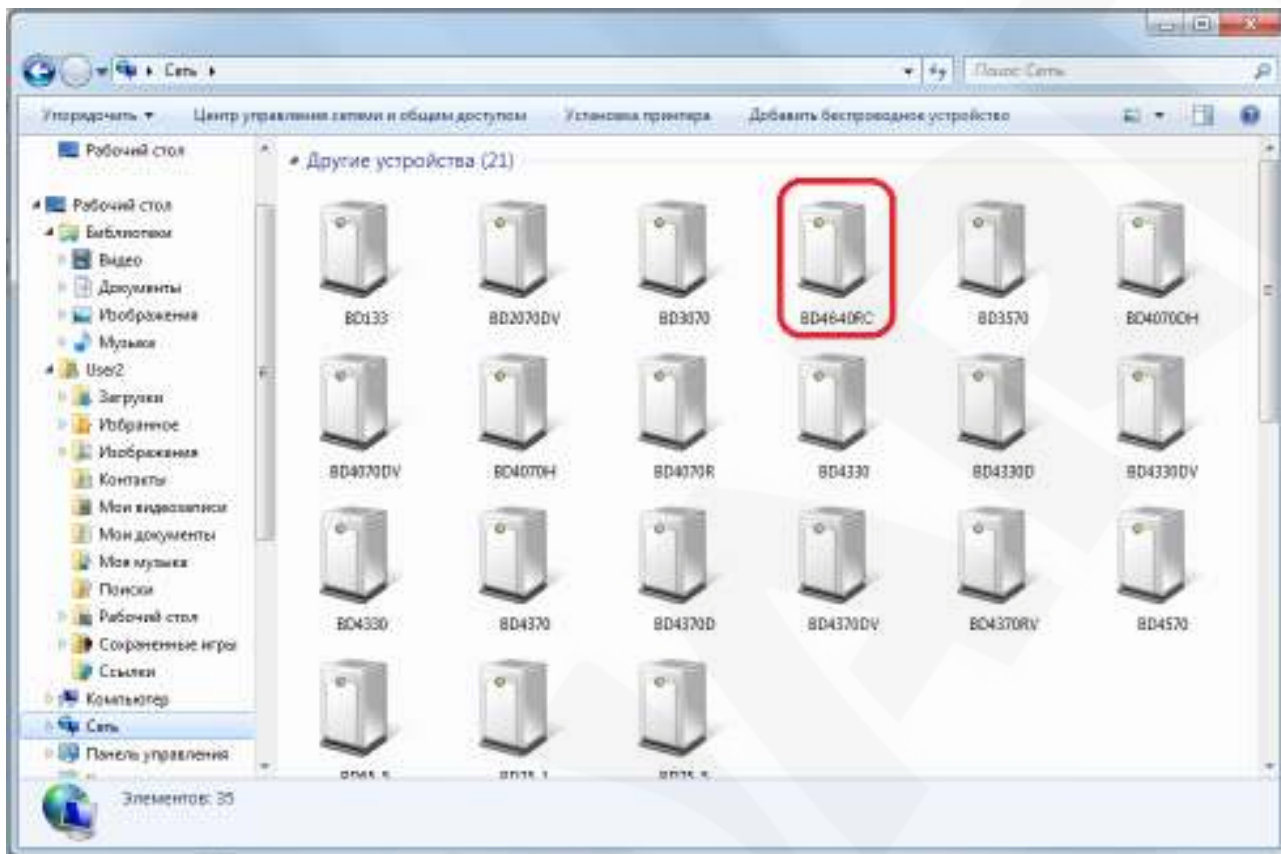 Сеть
Поиск: Сеть
Упорядочить Центр управления сетями и общим доступом Установка принтера Добавить беспроводное устройство
Рабочий стол
Другие устройства (21)
Рабочий стол
Библиотеки
Видео
Документы
Изображения
Музыка
User2
Загрузки
Избранное
Изображения
Контакты
Мои видеозаписи
Мои документы
Моя музыка
Поиски
Рабочий стол
Сохраненные игры
Ссылки
Компьютер
Сеть
Панель управления
BD133 BD2070DV BD3070 BD4640RC BD3570 BD4070DH
BD4070DV BD4070H BD4070R BD4330 BD4330D BD4330DV
BD4330 BD4370 BD4370D BD4370DV BD4370RV BD4570
Элементов: 35